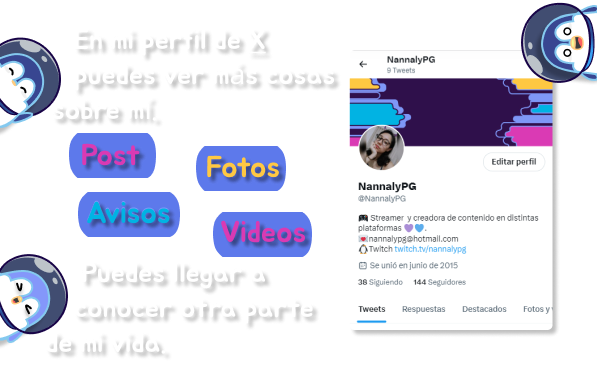 En mi perfil de X
puedes ver más cosas
sobre mí.
Post
Fotos
Avisos
Videos
Puedes llegar a
conocer otra parte
de mi vida.
NannalyPG
9 Tweets
Editar perfil
NannalyPG
@NannalyPG
Streamer y creadora de contenido en distintas
plataformas
nannalypg@hotmail.com
Twitch twitch.tv/nannalypg
Se unió en junio de 2015
38 Siguiendo 144 Seguidores
Tweets Respuestas Destacados Fotos y